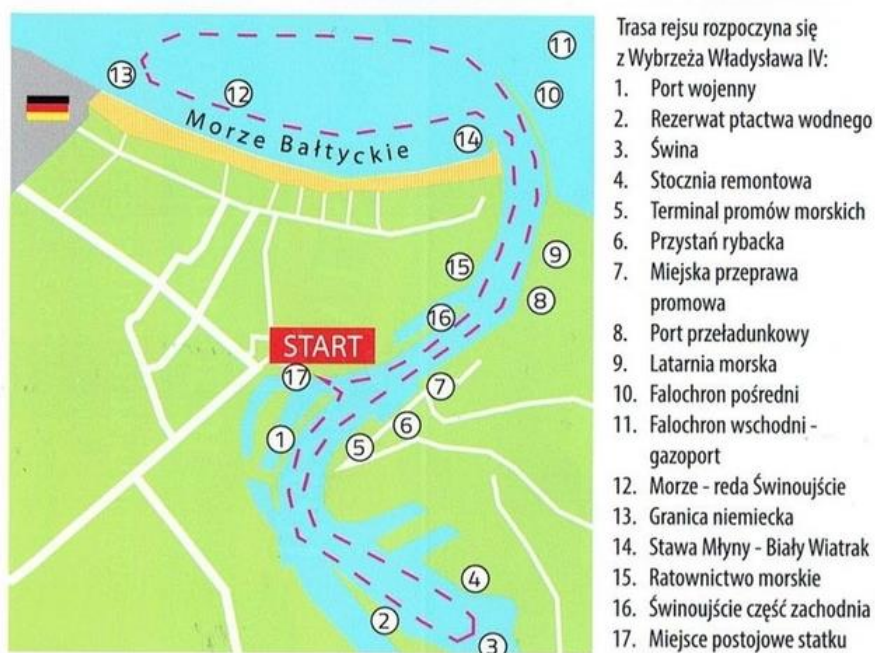 Morze Bałtyckie
START
13
12
11
10
14
9
15
8
16
17
7
6
1
5
4
2
3
Trasa rejsu rozpoczyna się
z Wybrzeża Władysława IV:
1. Port wojenny
2. Rezerwat ptactwa wodnego
3. Świna
4. Stocznia remontowa
5. Terminal promów morskich
6. Przystań rybacka
7. Miejska przeprawa
promowa
8. Port przeładunkowy
9. Latarnia morska
10. Falochron pośredni
11. Falochron wschodni -
gazoport
12. Morze - reda Świnoujście
13. Granica niemiecka
14. Stawa Młyny - Biały Wiatrak
15. Ratownictwo morskie
16. Świnoujście część zachodnia
17. Miejsce postojowe statku